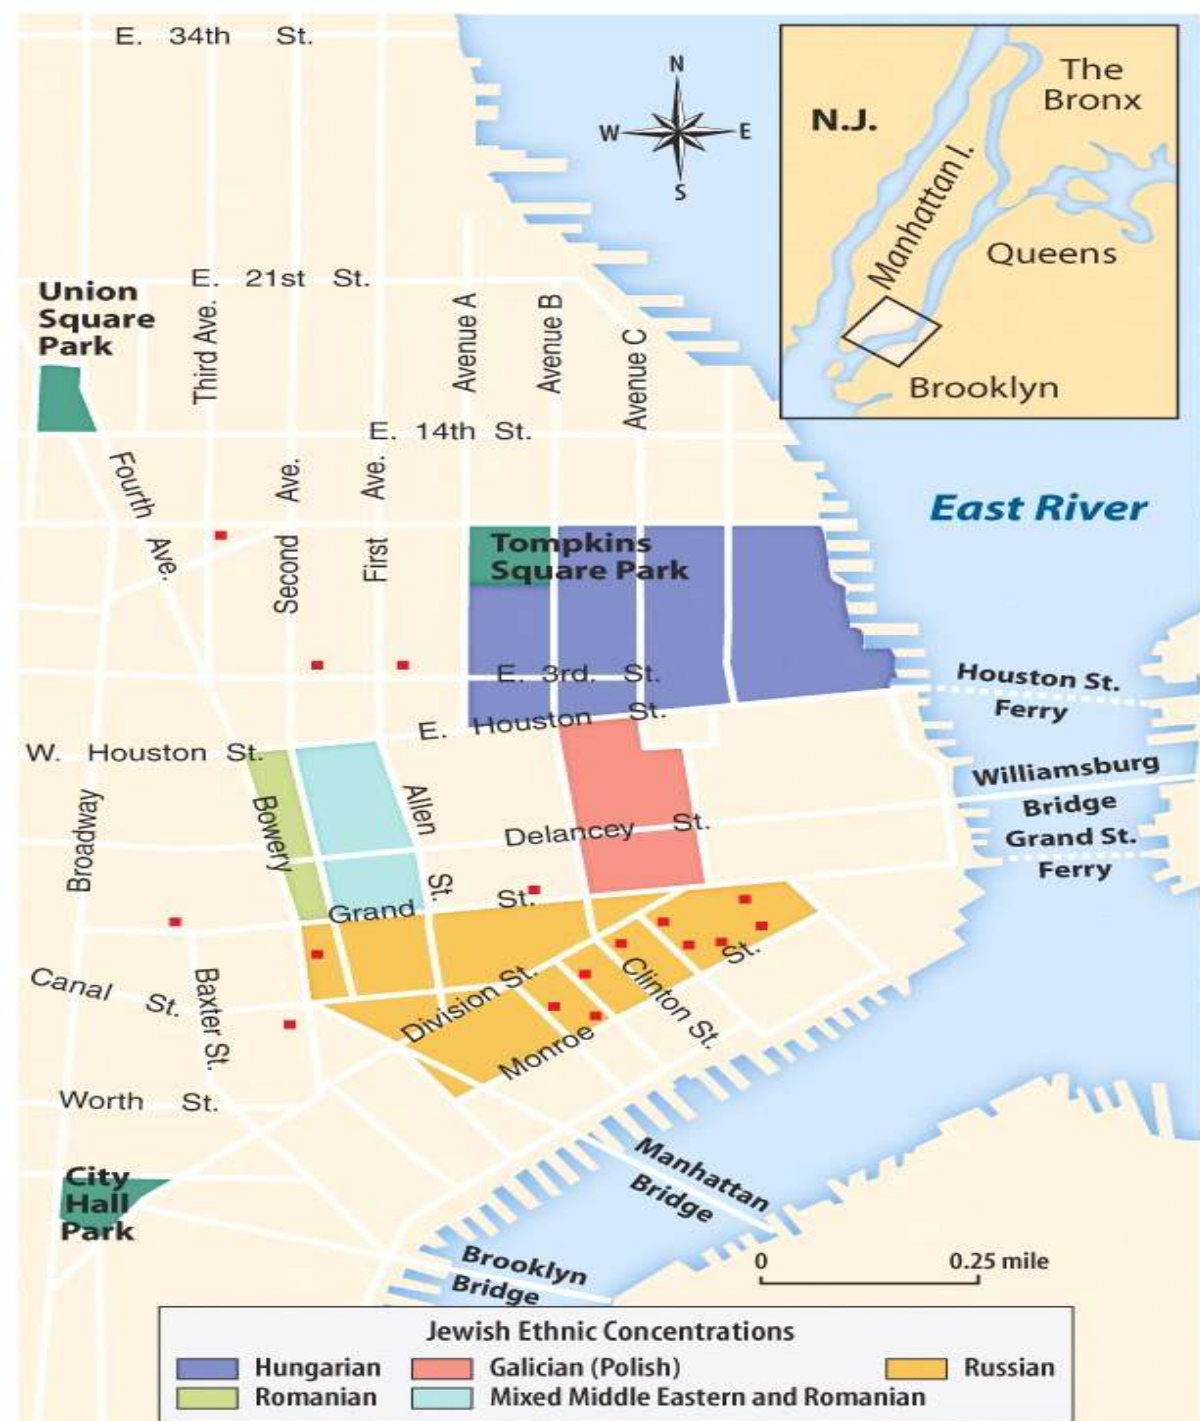 E. 34th St.
N
W E
S
The
Bronx
N.J.
Manhattan I.
Queens
Brooklyn
E. 21st St.
Union
Square
Park
Third Ave.
Avenue A
Avenue B
Avenue C
E. 14th St.
Fourth Ave.
Second Ave.
First Ave.
East River
Tompkins
Square Park
E. 3rd. St.
Houston St.
Ferry
E. Houston St.
W. Houston St.
Williamsburg
Bridge
Broadway
Bowery
Allen St.
Delancey St.
Grand St.
Ferry
Grand St.
Canal St.
Baxter St.
Division St.
Clinton St.
Monroe St.
Worth St.
City
Hall
Park
Manhattan
Bridge
Brooklyn
Bridge
0 0.25 mile
Jewish Ethnic Concentrations
Hungarian Galician (Polish) Russian
Romanian Mixed Middle Eastern and Romanian